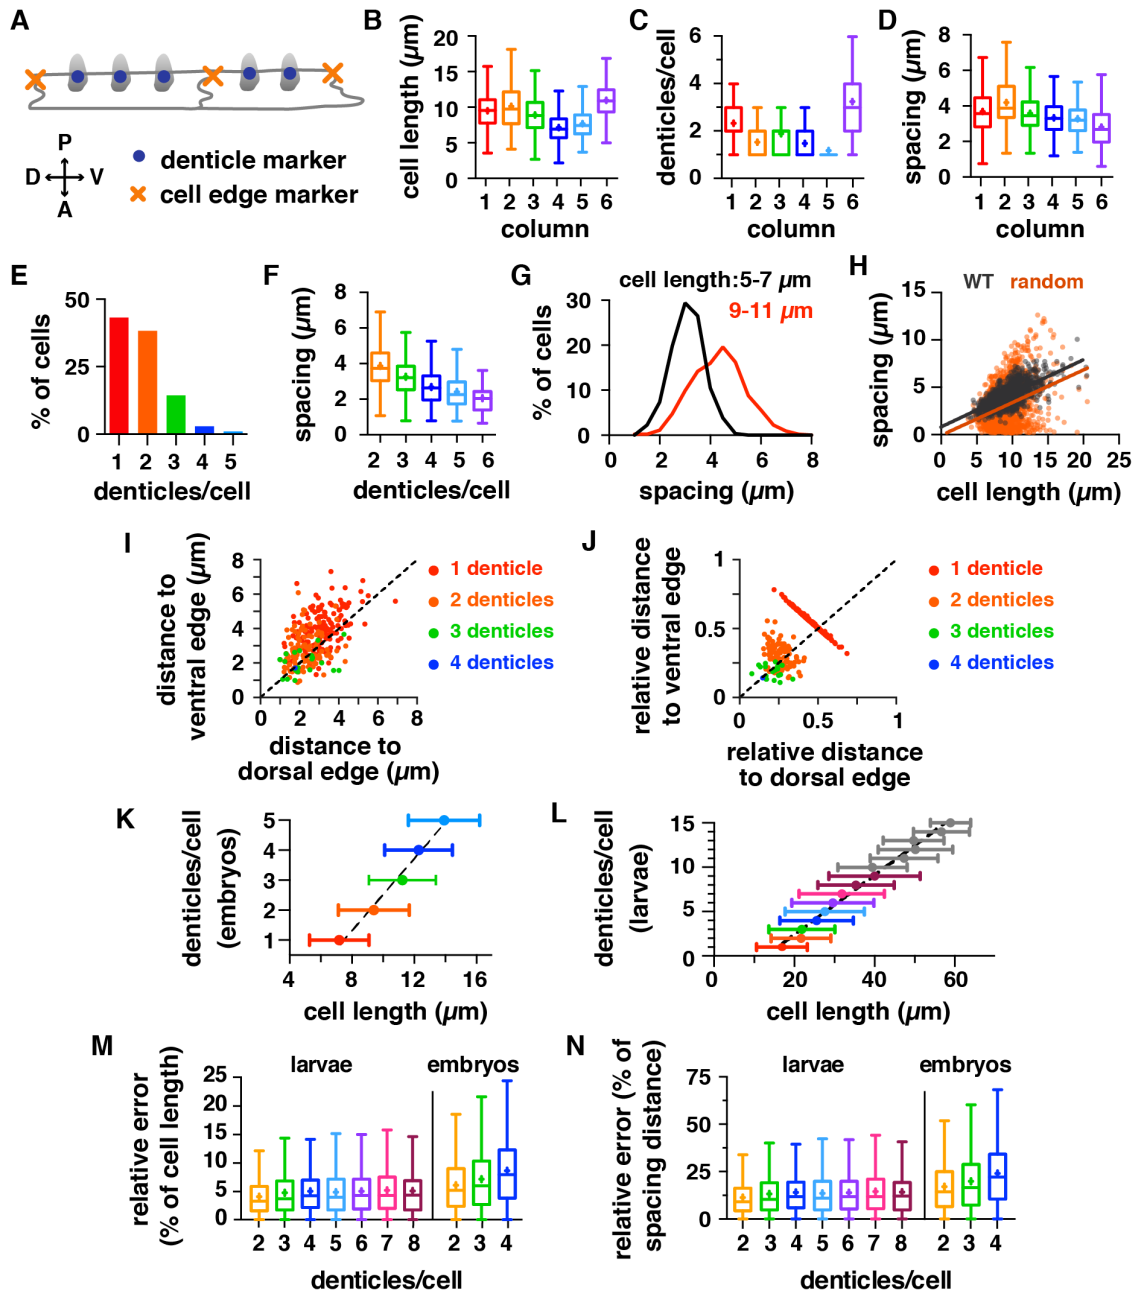 A
P
D V
A
denticle marker
cell edge marker
B
cell length (µm)
20
15
10
5
0
1 2 3 4 5 6
column
C
denticles/cell
6
4
2
0
1 2 3 4 5 6
column
D
spacing (µm)
8
6
4
2
0
1 2 3 4 5 6
column
E
% of cells
50
25
0
1 2 3 4 5
denticles/cell
F
spacing (µm)
8
6
4
2
0
2 3 4 5 6
denticles/cell
G
cell length:5-7 µm
9-11 µm
% of cells
30
20
10
0
0 2 4 6 8
spacing (µm)
H
WT random
spacing (µm)
15
10
5
0
0 5 10 15 20 25
cell length (µm)
I
distance to
ventral edge (µm)
8
6
4
2
0
0 2 4 6 8
distance to
dorsal edge (µm)
1 denticle
2 denticles
3 denticles
4 denticles
J
relative distance
to ventral edge
1
0.5
0
0 0.5 1
relative distance
to dorsal edge
1 denticle
2 denticles
3 denticles
4 denticles
K
denticles/cell
(embryos)
5
4
3
2
1
4 8 12 16
cell length (µm)
L
denticles/cell
(larvae)
15
10
5
0
0 20 40 60
cell length (µm)
M
larvae embryos
relative error
(% of cell length)
25
20
15
10
5
0
2 3 4 5 6 7 8 2 3 4
denticles/cell
N
larvae embryos
relative error (% of
spacing distance)
75
50
25
0
2 3 4 5 6 7 8 2 3 4
denticles/cell